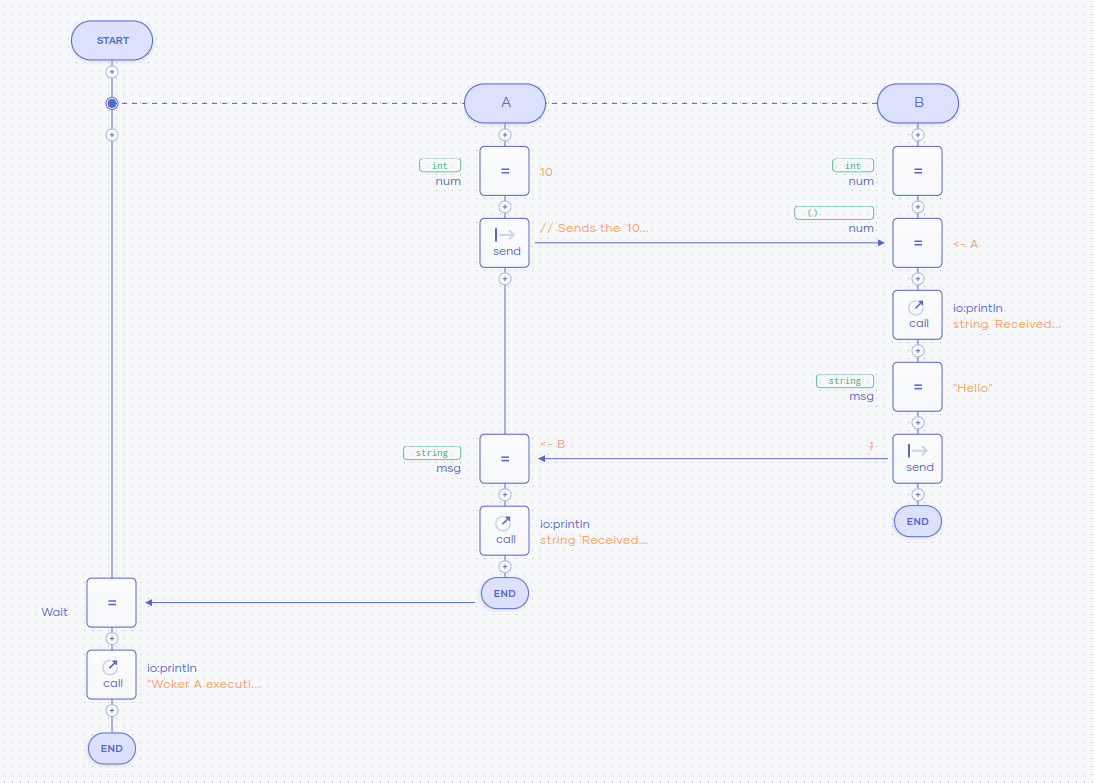 START
A
B
int
num
=
10
int
num
=
send
// Sends the `10...
()
num
=
<- A
call
io:println
string `Received...
string
msg
=
"Hello"
string
msg
=
<- B
;
send
call
io:println
string `Received...
END
Wait
=
END
call
io:println
"Woker A executi...
END